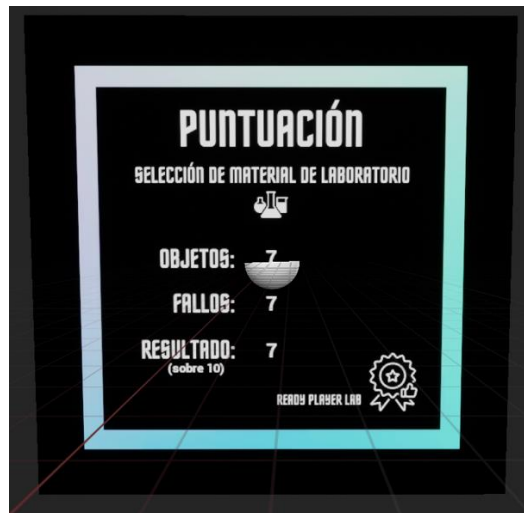 PUNTUACIÓN
SELECCIÓN DE MATERIAL DE LABORATORIO
OBJETOS: 7
FALLOS: 7
RESULTADO: 7
(sobre 10)
READY PLAYER LAB